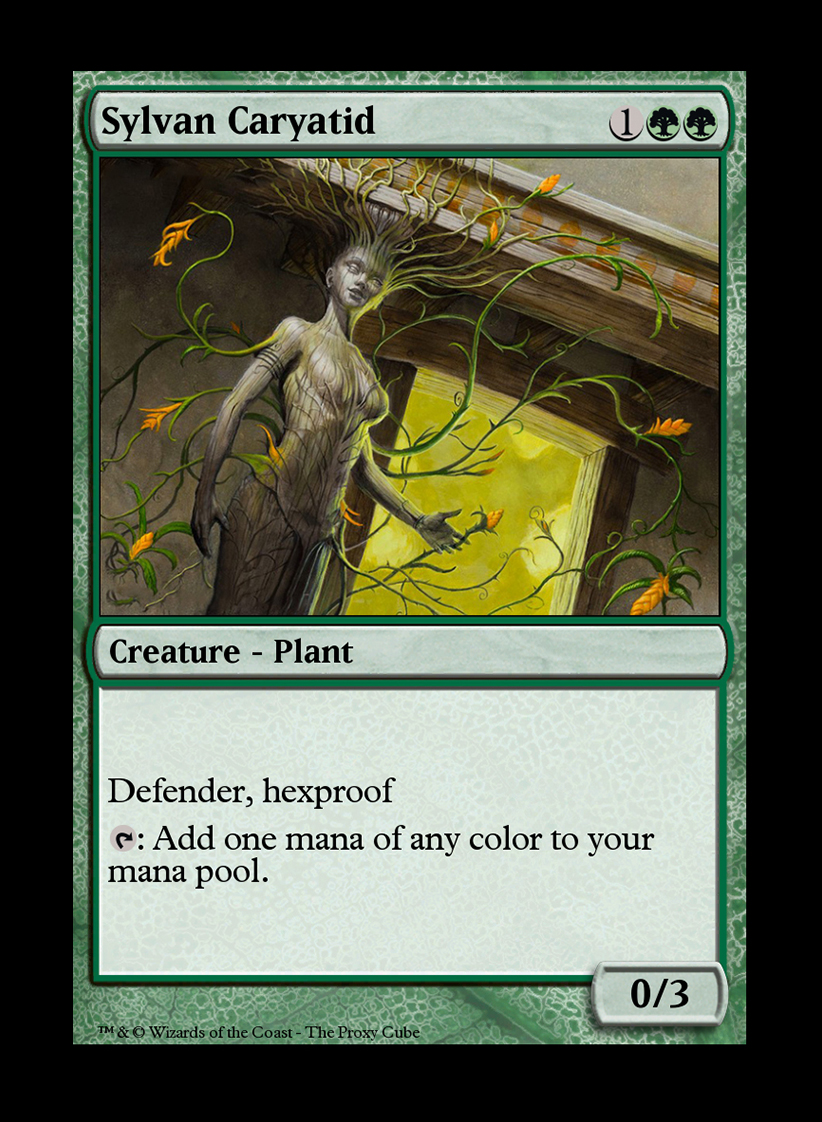 Sylvan Caryatid 1
Creature - Plant
Defender, hexproof
: Add one mana of any color to your
mana pool.
0/3
™ & © Wizards of the Coast - The Proxy Cube